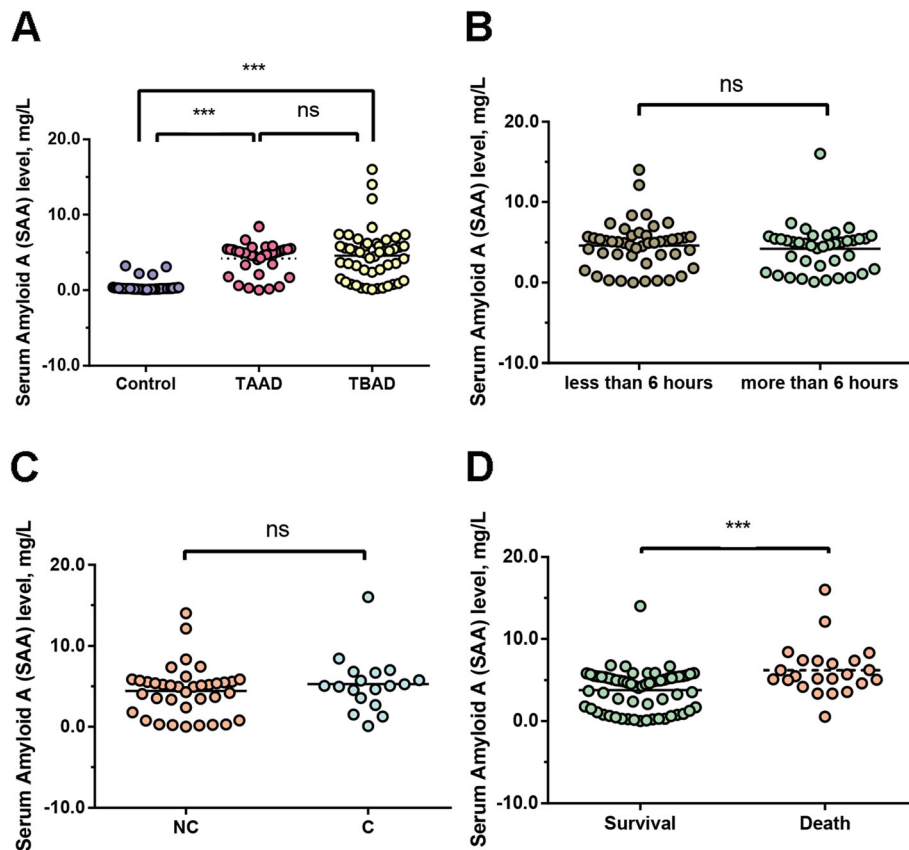 A
***
***
ns
Serum Amyloid A (SAA) level, mg/L
20.0
10.0
0.0
-10.0
Control
TAAD
TBAD
B
ns
Serum Amyloid A (SAA) level, mg/L
20.0
10.0
0.0
-10.0
less than 6 hours
more than 6 hours
C
ns
Serum Amyloid A (SAA) level, mg/L
20.0
10.0
0.0
-10.0
NC
C
D
***
Serum Amyloid A (SAA) level, mg/L
20.0
10.0
0.0
-10.0
Survival
Death